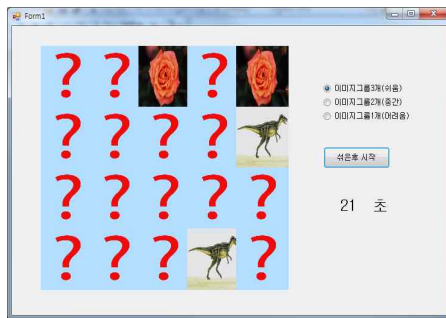 Form1
? ? ?
? ? ? ?
? ? ? ? ?
? ? ? ?
이미지그룹3개(쉬움)
이미지그룹2개(중간)
이미지그룹1개(어려움)
섞은후 시작
21 초